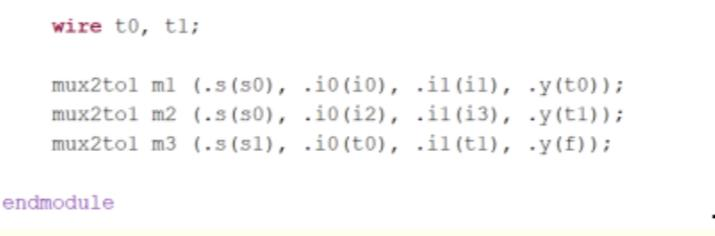 wire t0, t1;
mux2to1 m1 (.s(s0), .i0(i0), .i1(i1), .y(t0));
mux2to1 m2 (.s(s0), .i0(i2), .i1(i3), .y(t1));
mux2to1 m3 (.s(s1), .i0(t0), .i1(t1), .y(f));
endmodule